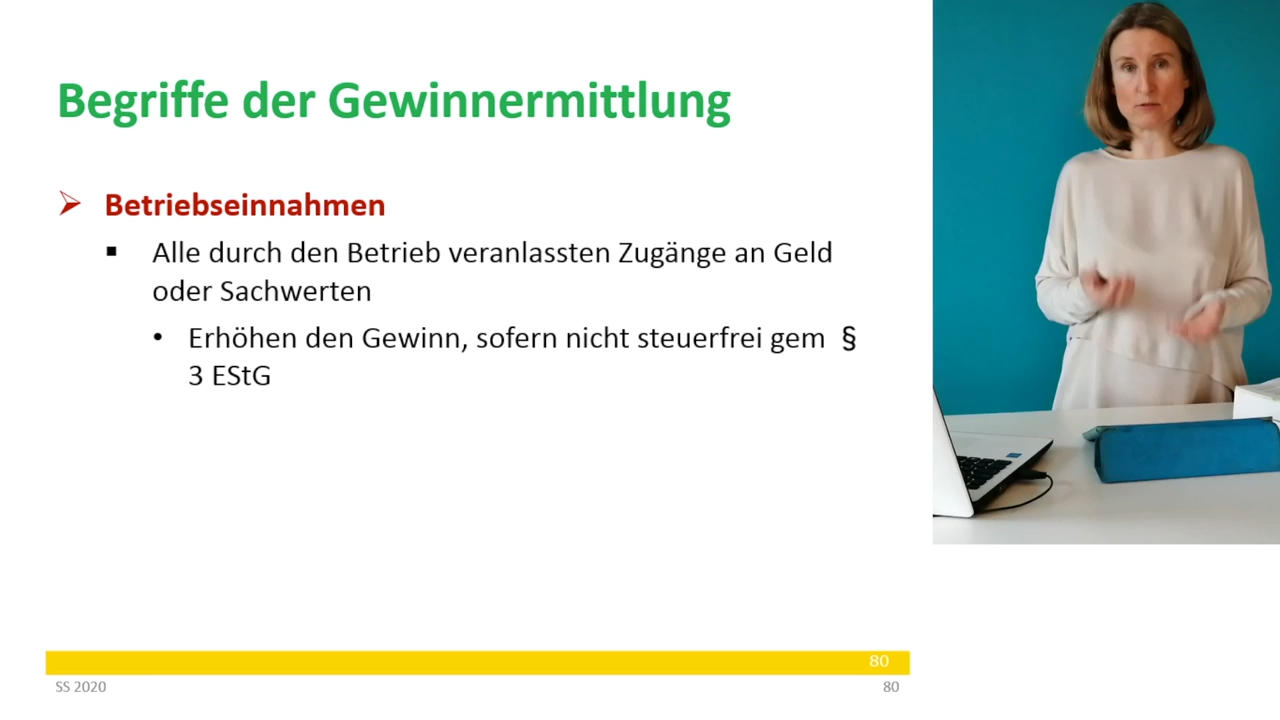 Begriffe der Gewinnermittlung
Betriebseinnahmen
Alle durch den Betrieb veranlassten Zugänge an Geld
oder Sachwerten
Erhöhen den Gewinn, sofern nicht steuerfrei gem §
3 EStG
80
SS 2020
80